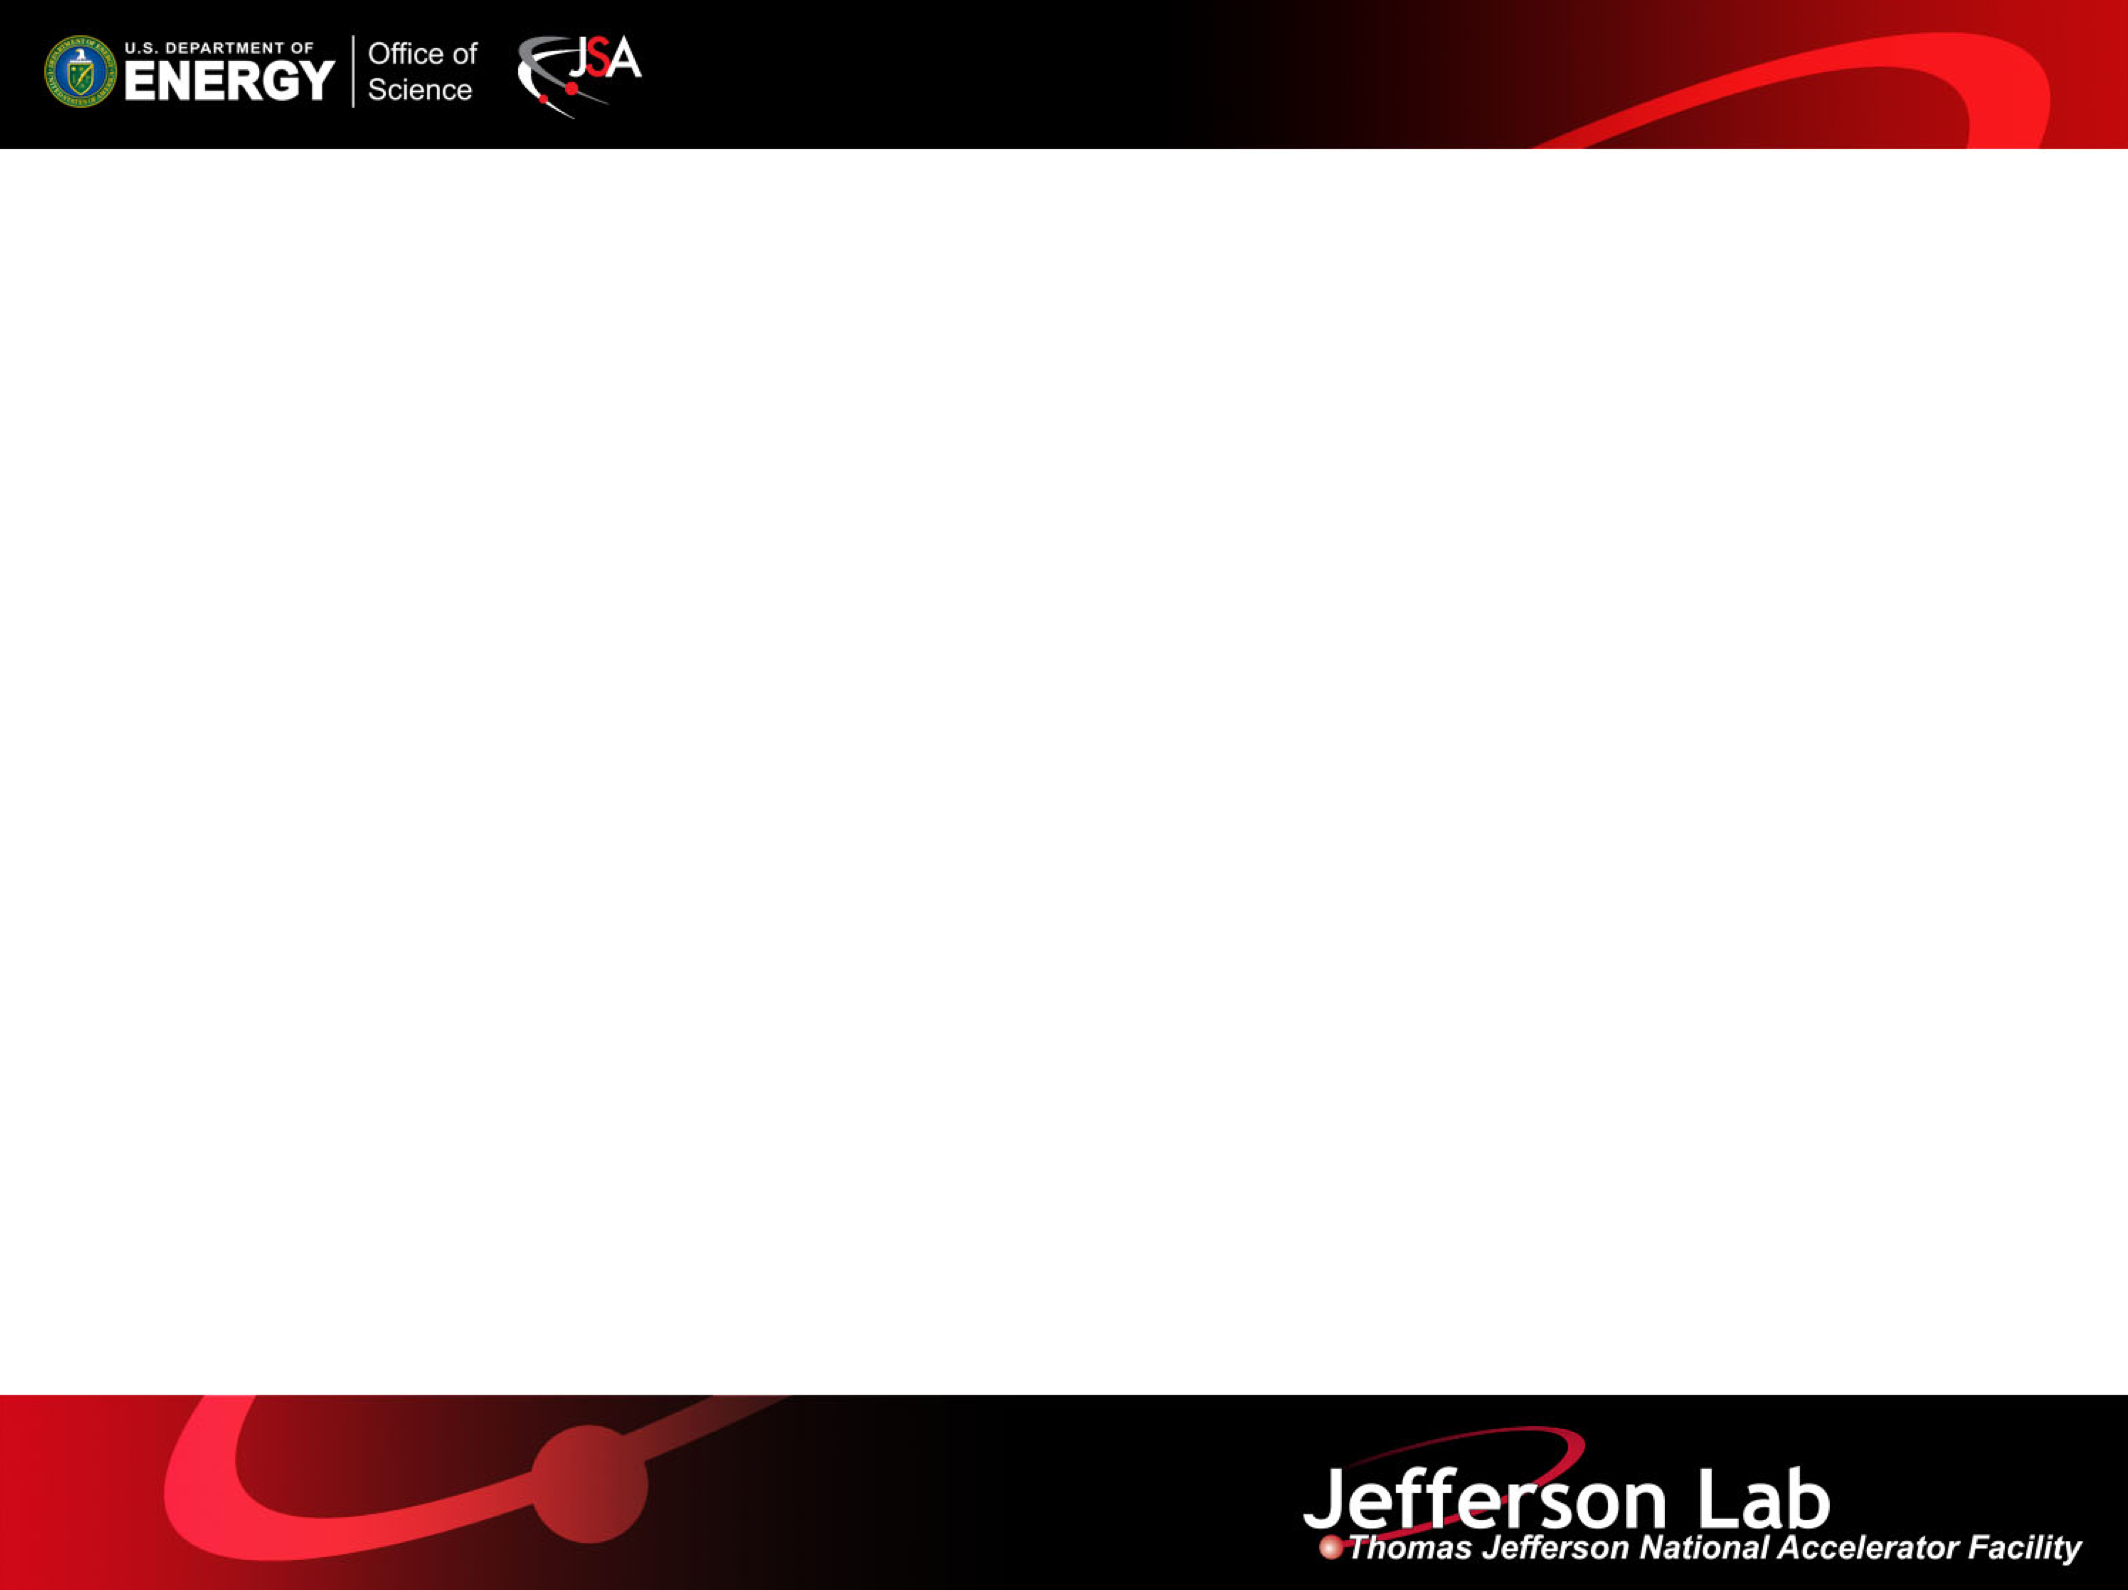 U.S. DEPARTMENT OF
ENERGY
Office of
Science
JSA
Jefferson Lab
Thomas Jefferson National Accelerator Facility